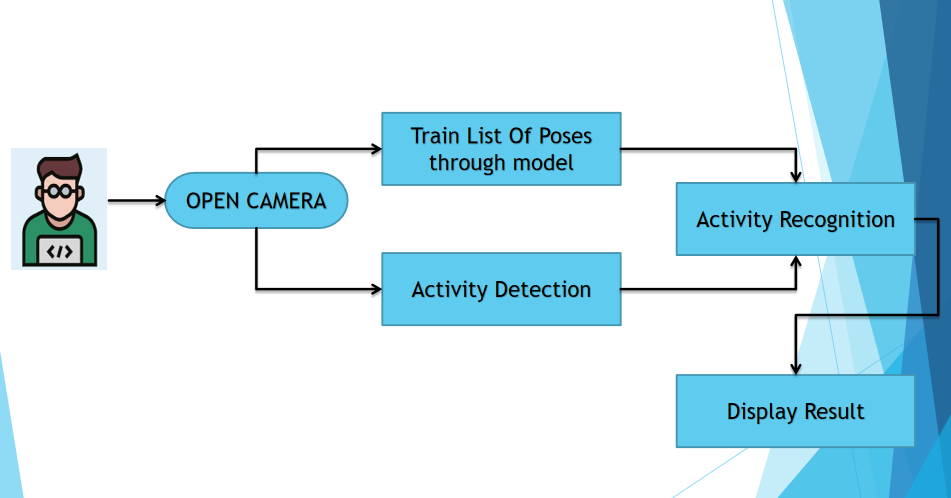 Train List Of Poses
through model
OPEN CAMERA
Activity Recognition
</>
Activity Detection
Display Result